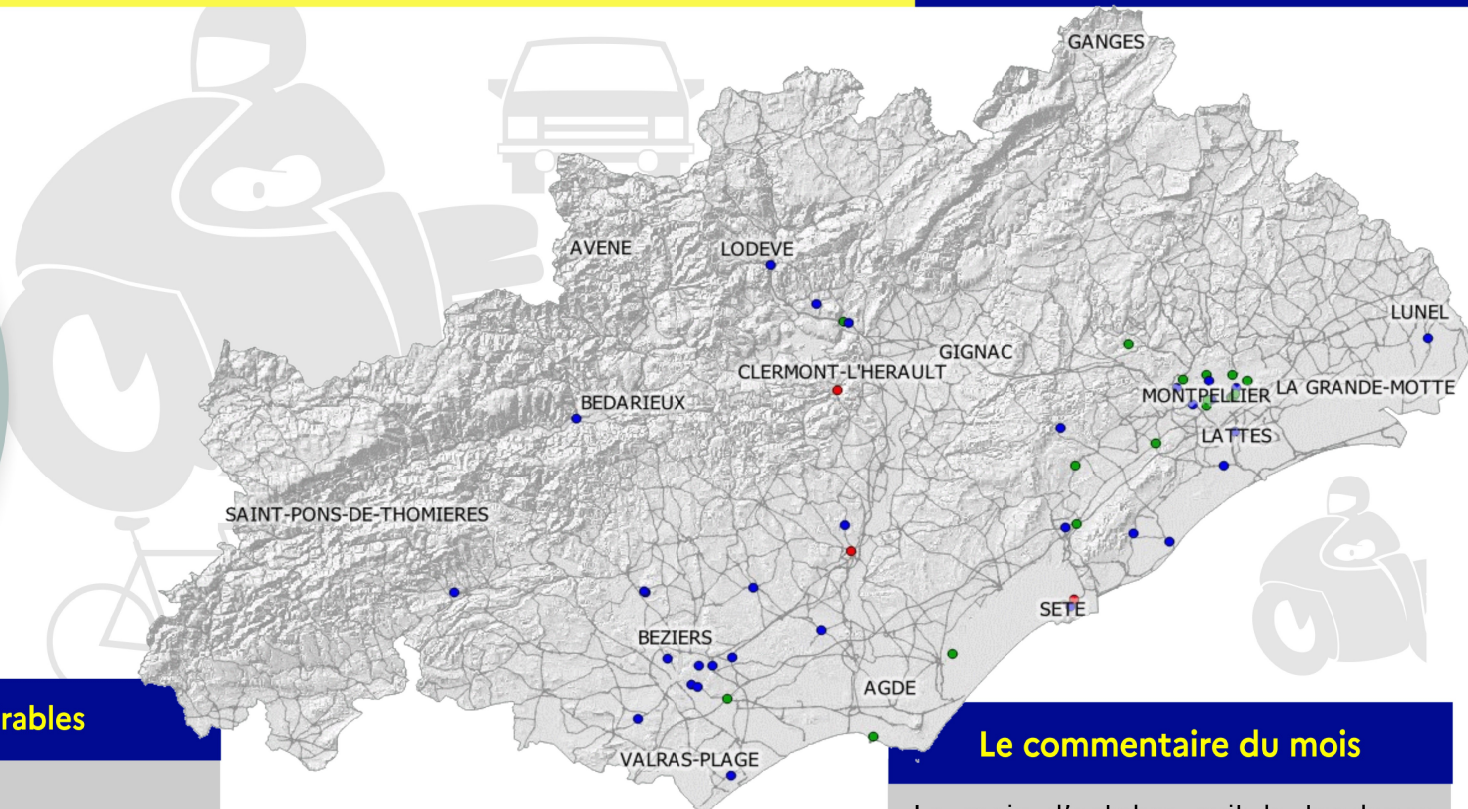 GANGES
AVENE
LODEVE
LUNEL
GIGNAC
CLERMONT-L'HERAULT
MONTPELLIER
LA GRANDE-MOTTE
BEDARIEUX
LATTES
SAINT-PONS-DE-THOMIERES
SETE
BEZIERS
AGDE
VALRAS-PLAGE
rables
Le commentaire du mois